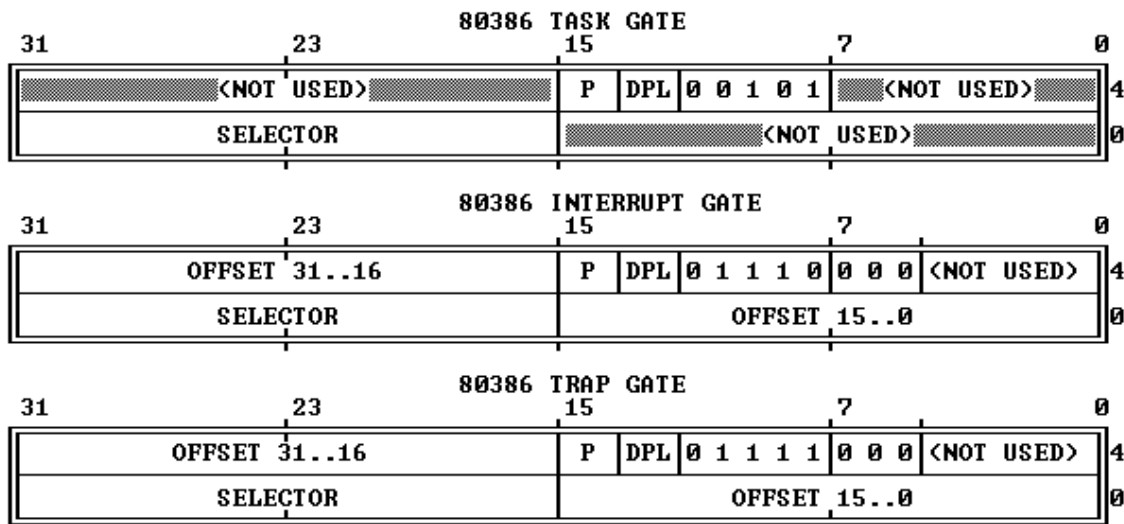 80386 TASK GATE
31 23 15 7 0
(NOT USED) P DPL 0 0 1 0 1 (NOT USED) 4
SELECTOR (NOT USED) 0
80386 INTERRUPT GATE
31 23 15 7 0
OFFSET 31..16 P DPL 0 1 1 1 0 0 0 0 (NOT USED) 4
SELECTOR OFFSET 15..0 0
80386 TRAP GATE
31 23 15 7 0
OFFSET 31..16 P DPL 0 1 1 1 1 0 0 0 (NOT USED) 4
SELECTOR OFFSET 15..0 0